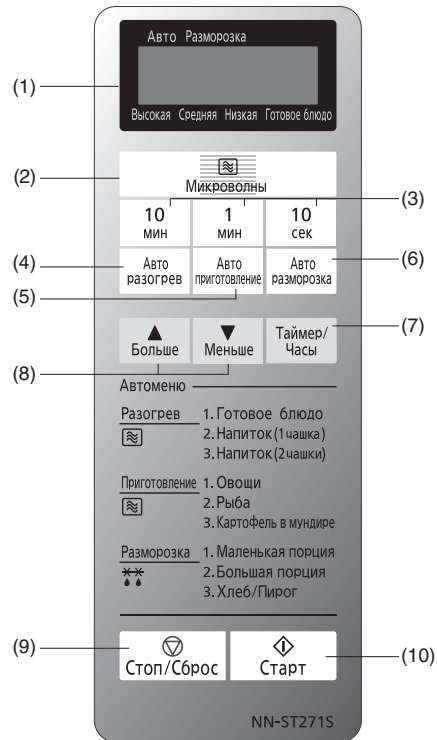 Авто Разморозка
(1)
Высокая Средняя Низкая Готовое блюдо
(2)
Микроволны
(3)
10 мин
1 мин
10 сек
(4)
Авто разогрев
Авто приготовление
Авто разморозка
(6)
(5)
(7)
Больше
Меньше
Таймер/Часы
(8)
Автоменю
Разогрев
1. Готовое блюдо
2. Напиток (1 чашка)
3. Напиток (2 чашки)
Приготовление
1. Овощи
2. Рыба
3. Картофель в мундире
Разморозка
1. Маленькая порция
2. Большая порция
3. Хлеб/Пирог
(9)
Стоп/Сброс
Старт
(10)
NN-ST271S